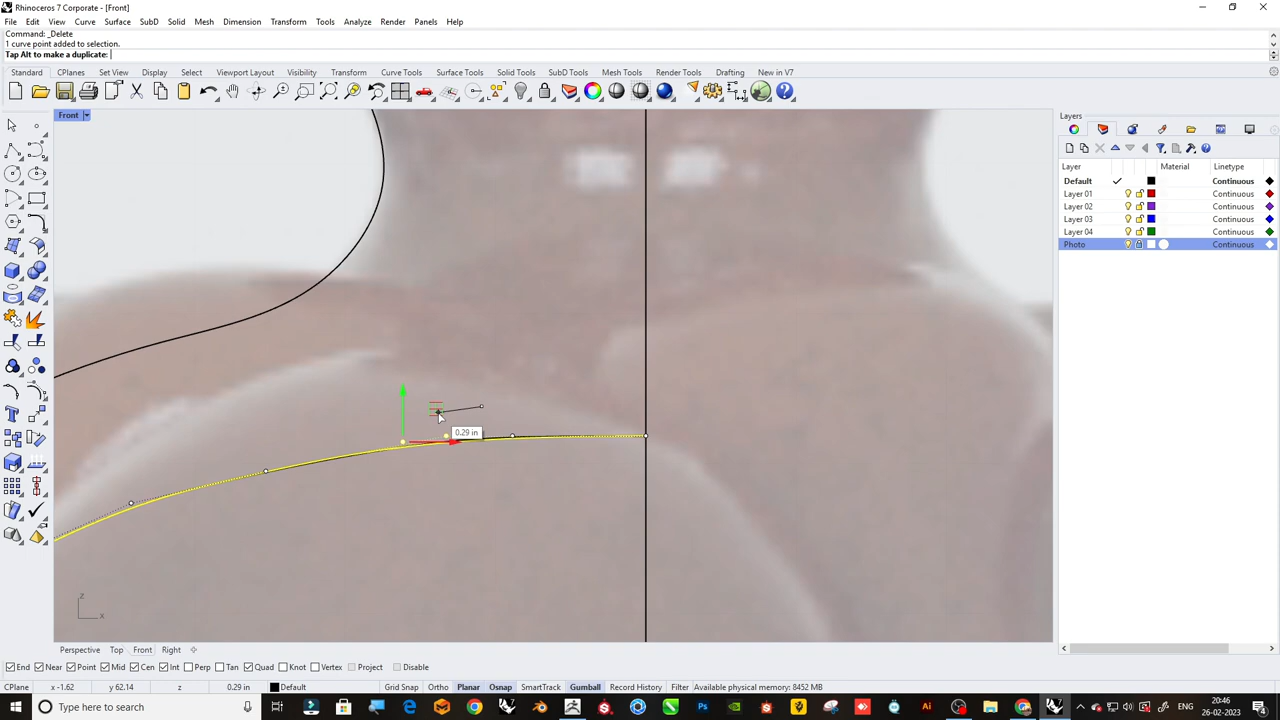 Rhinoceros 7 Corporate - [Front]
File Edit View Curve Surface SubD Solid Mesh Dimension Transform Tools Analyze Render Panels Help
Command: _Delete
1 curve point added to selection.
Tap Alt to make a duplicate:
Standard CPlanes Set View Display Select Viewport Layout Visibility Transform Curve Tools Surface Tools Solid Tools SubD Tools Mesh Tools Render Tools Drafting New in V7
Front
Layers
Layer Material Linetype
Default Continuous
Layer 01 Continuous
Layer 02 Continuous
Layer 03 Continuous
Layer 04 Continuous
Photo Continuous
0.29 in
z
x
Perspective Top Front Right
End Near Point Mid Cen Int Perp Tan Quad Knot Vertex Project Disable
CPlane x -1.62 y 62.14 z 0.29 in Default Grid Snap Ortho Planar Osnap SmartTrack Gumball Record History Filter Available physical memory: 8452 MB
Type here to search
Ps
Ai
20:46
26-02-2023